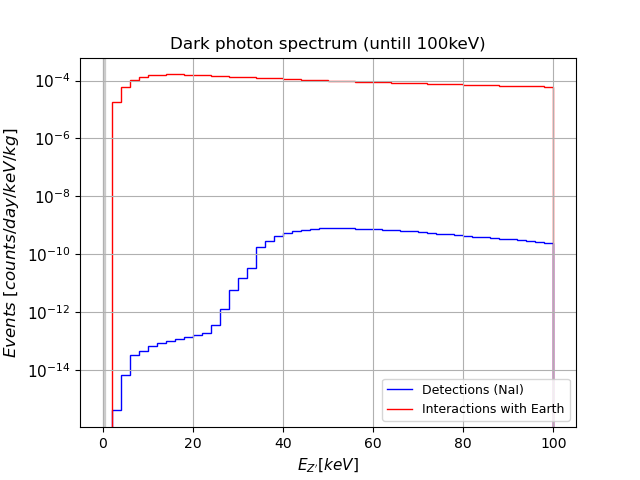 Dark photon spectrum (untill 100keV)
Events [counts/day/keV/kg]
10⁻⁴
10⁻⁶
10⁻⁸
10⁻¹⁰
10⁻¹²
10⁻¹⁴
Detections (NaI)
Interactions with Earth
0 20 40 60 80 100
E_{Z'}[keV]